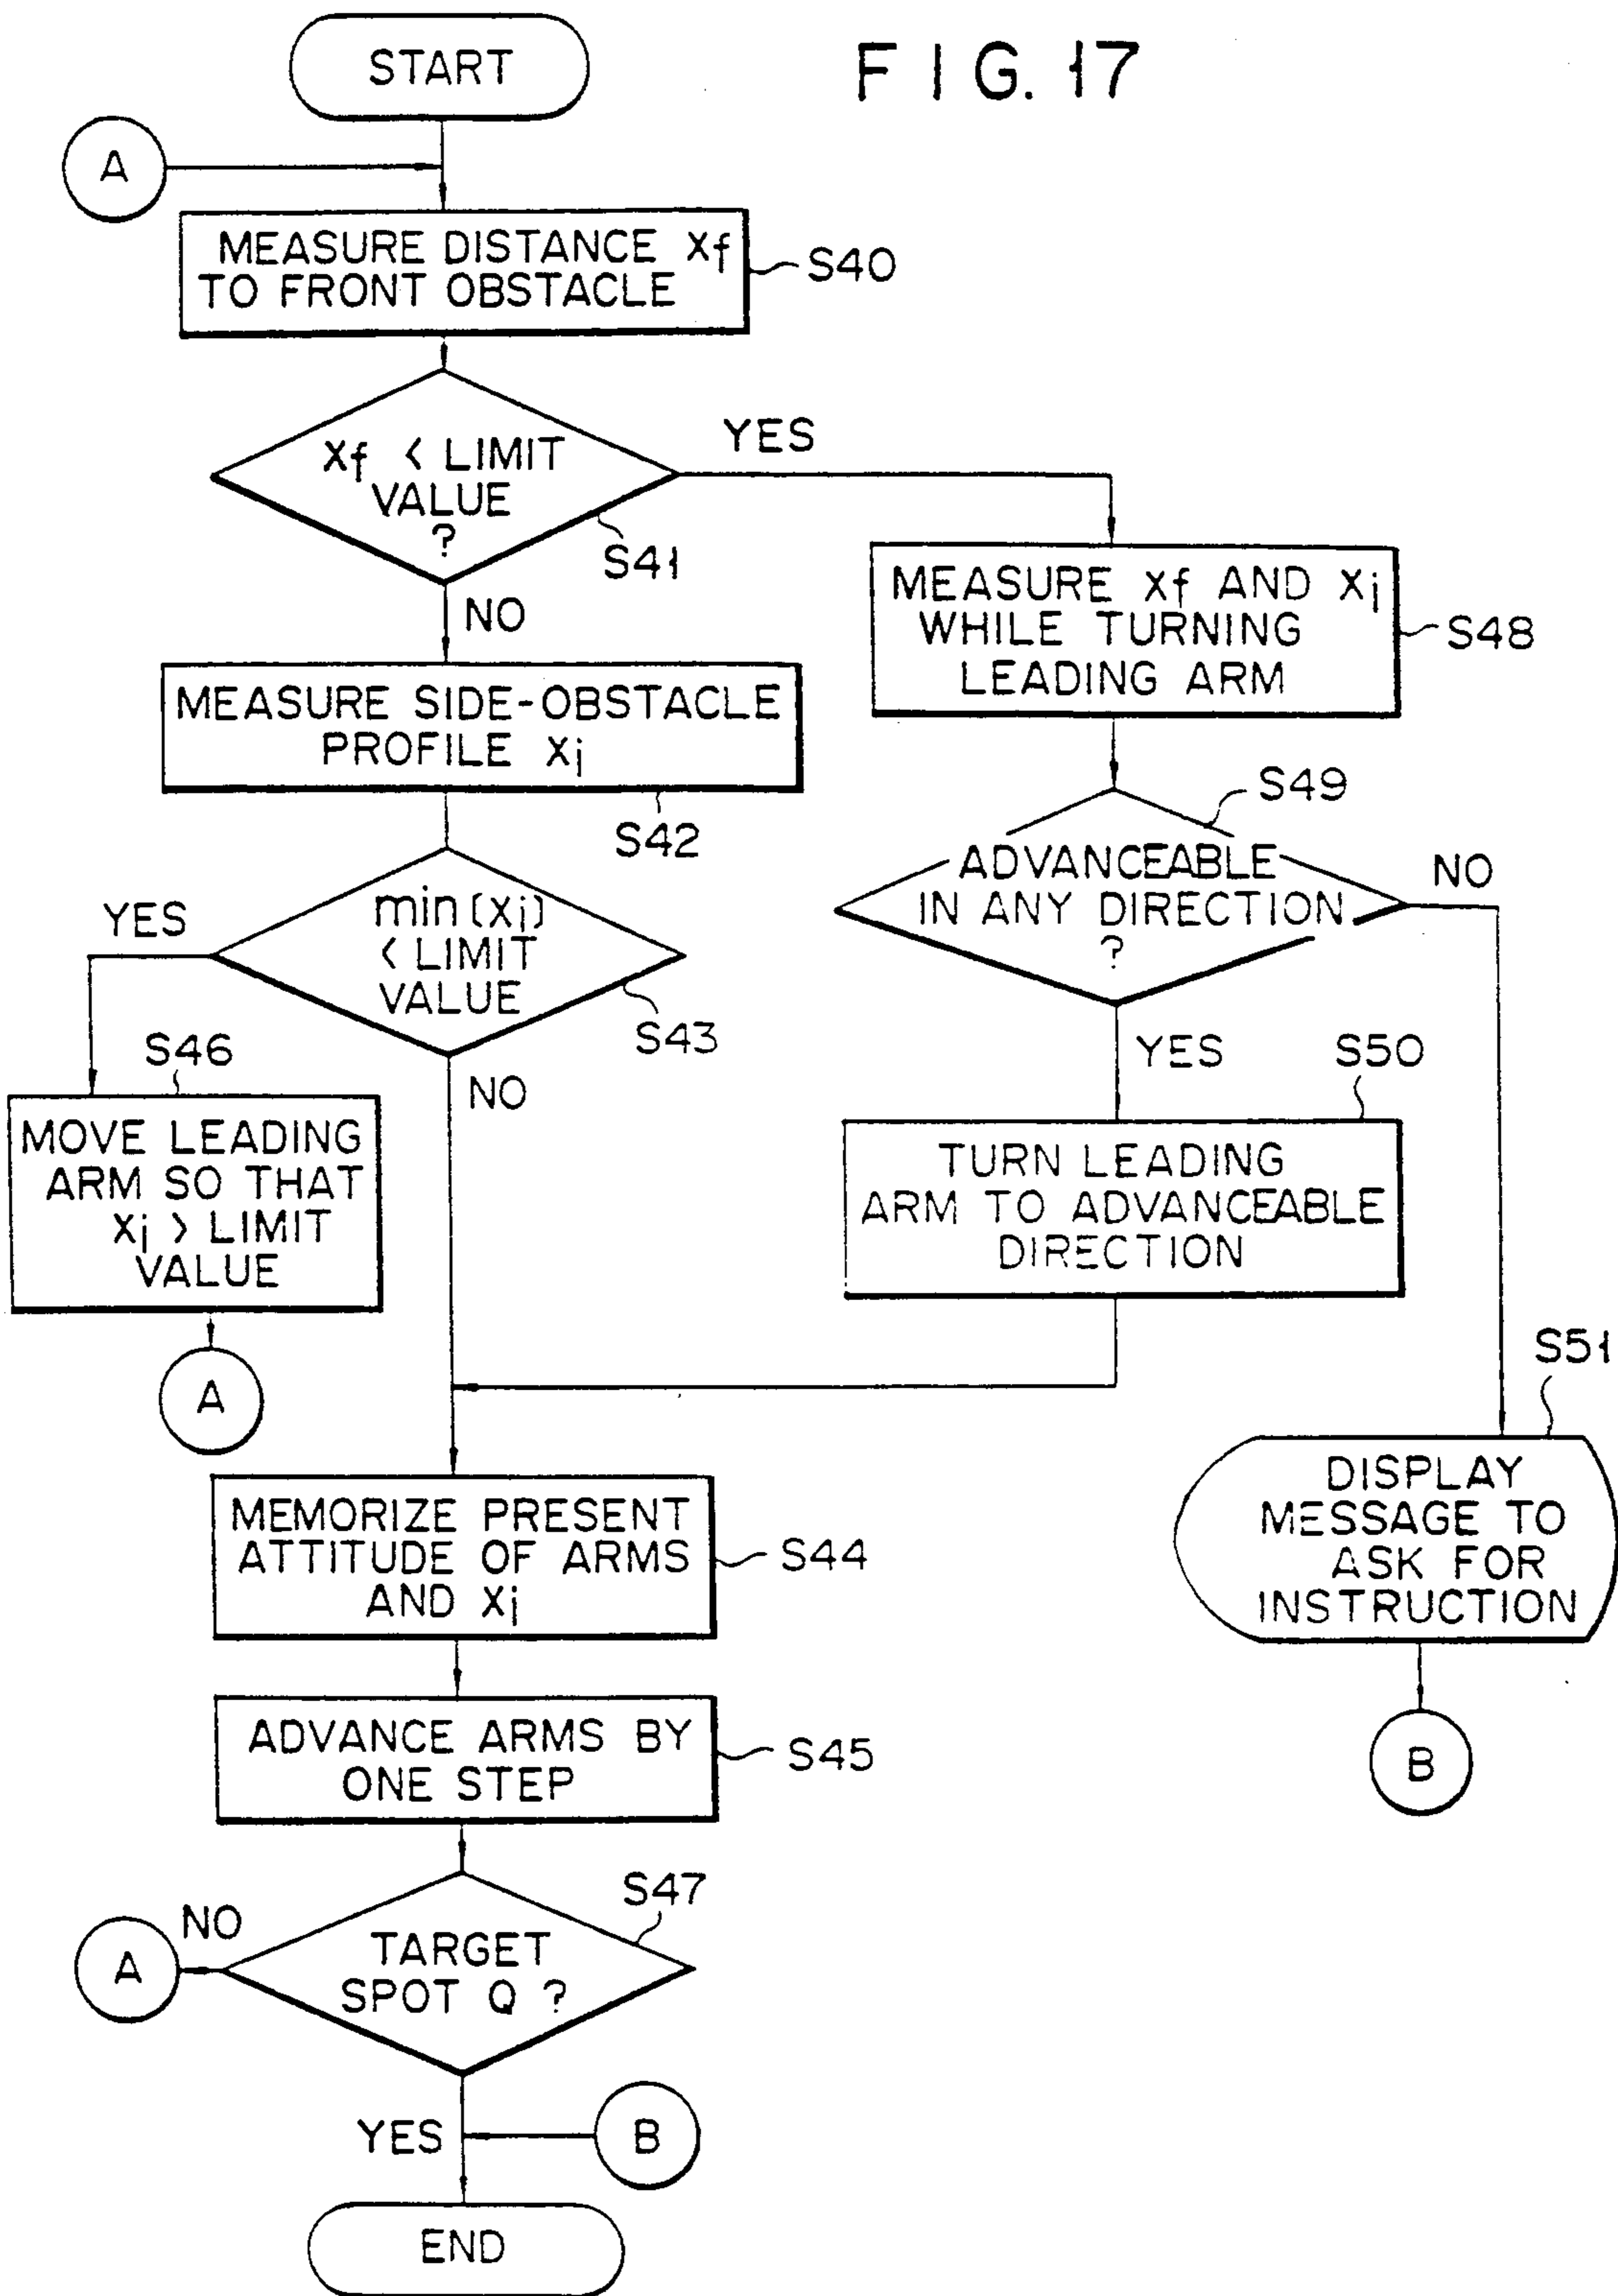 FIG. 17
START
A
MEASURE DISTANCE Xf
TO FRONT OBSTACLE
S40
Xf < LIMIT
VALUE
?
S41
YES
NO
MEASURE SIDE-OBSTACLE
PROFILE Xi
S42
min(Xi)
< LIMIT
VALUE
S43
YES
NO
S46
MOVE LEADING
ARM SO THAT
Xi > LIMIT
VALUE
A
MEASURE Xf AND Xi
WHILE TURNING
LEADING ARM
S48
S49
ADVANCEABLE
IN ANY DIRECTION
?
NO
YES
S50
TURN LEADING
ARM TO ADVANCEABLE
DIRECTION
S51
DISPLAY
MESSAGE TO
ASK FOR
INSTRUCTION
B
MEMORIZE PRESENT
ATTITUDE OF ARMS
AND Xi
S44
ADVANCE ARMS BY
ONE STEP
S45
S47
TARGET
SPOT Q ?
NO
A
YES
B
END